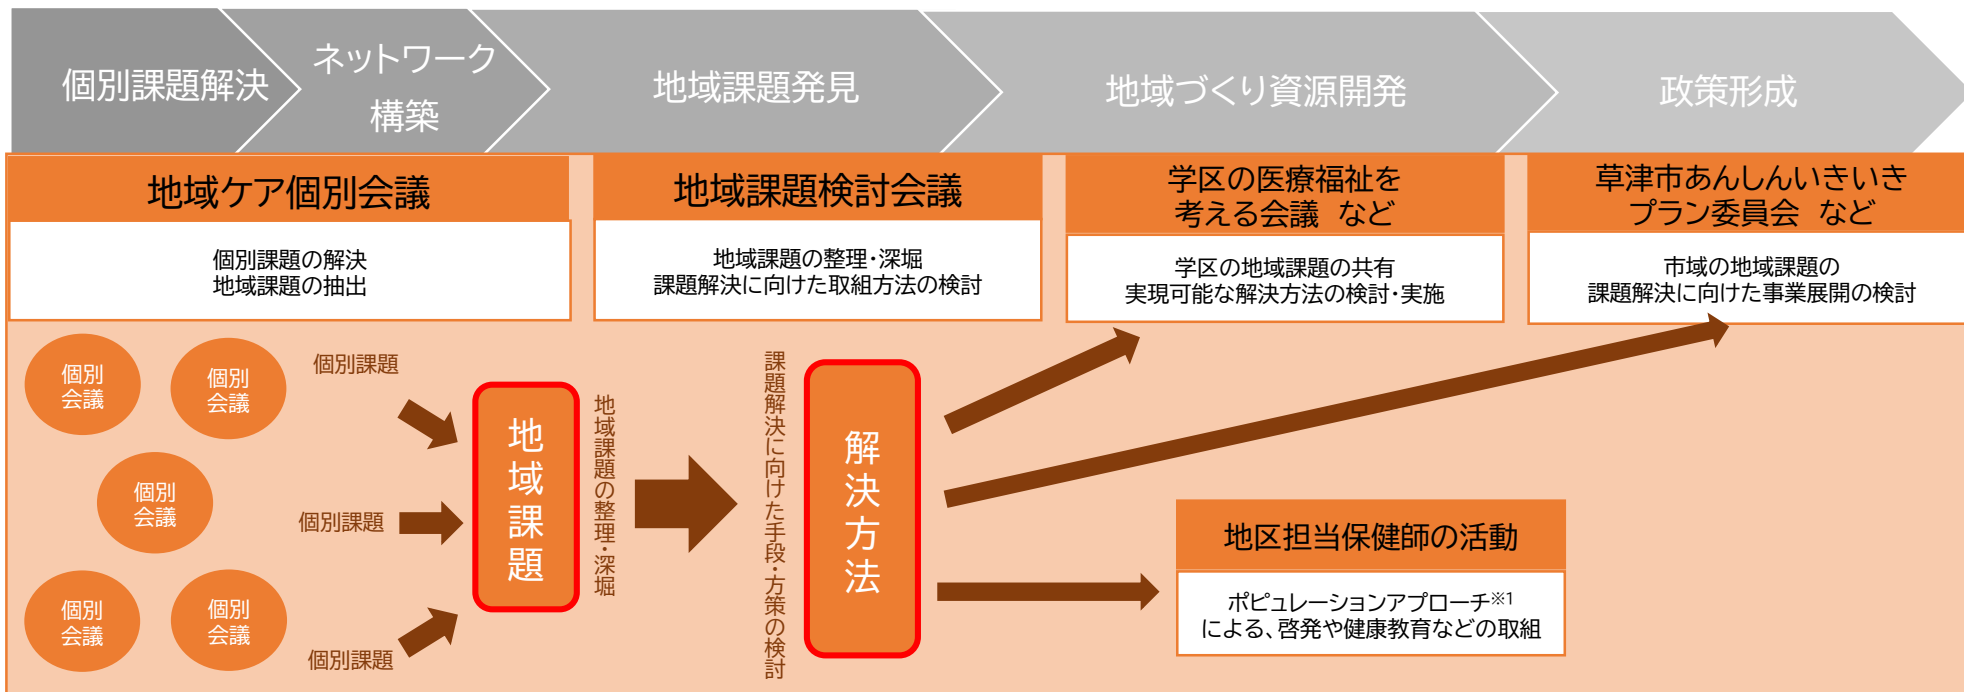 個別課題解決
ネットワーク
構築
地域課題発見
地域づくり資源開発
政策形成
地域ケア個別会議
個別課題の解決
地域課題の抽出
地域課題検討会議
地域課題の整理・深堀
課題解決に向けた取組方法の検討
学区の医療福祉を
考える会議 など
学区の地域課題の共有
実現可能な解決方法の検討・実施
草津市あんしんいきいき
プラン委員会 など
市域の地域課題の
課題解決に向けた事業展開の検討
個別
会議
個別
会議
個別
会議
個別
会議
個別
会議
個別課題
個別課題
個別課題
地域課題
地域課題の整理・深堀
課題解決に向けた手段・方策の検討
解決方法
地区担当保健師の活動
ポピュレーションアプローチ※1
による、啓発や健康教育などの取組